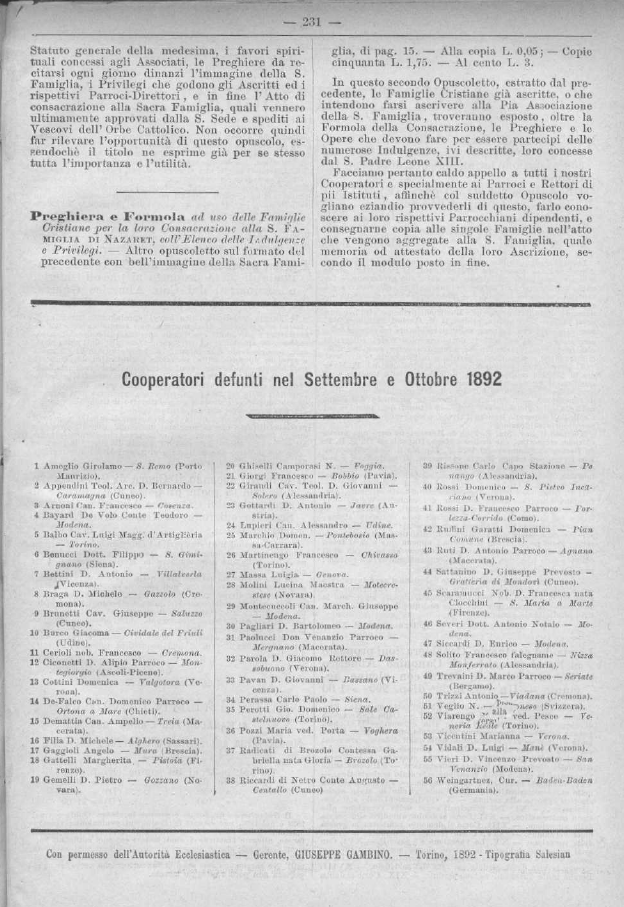 — 231 —
Statuto generale della medesima, i favori spiri-
tuali concessi agli Associati, le Preghiere da re-
citarsi ogni giorno dinanzi l'immagine della S.
Famiglia, i Privilegi che godono gli Ascritti ed i
rispettivi Parroci-Direttori, e in fine l'Atto di
consacrazione alla Sacra Famiglia, quali vennero
ultimamente approvati dalla S. Sede e spediti ai
Vescovi dell'Orbe Cattolico. Non occorre quindi
far rilevare l'opportunità di questo opuscolo, es-
sendochè il titolo ne esprime già per se stesso
tutta l'importanza e l'utilità.
Preghiera e Formola ad uso delle Famiglie
Cristiane per la loro Consacrazione alla S. FA-
MIGLIA DI NAZARET, coll'Elenco delle Indulgenze
e Privilegi. — Altro opuscoletto sul formato del
precedente con bell'immagine della Sacra Fami-
glia, di pag. 15. — Alla copia L. 0,05; — Copie
cinquanta L. 1,75. — Al cento L. 3.
In questo secondo Opuscoletto, estratto dal pre-
cedente, le Famiglie Cristiane già ascritte, o che
intendono farsi ascrivere alla Pia Associazione
della S. Famiglia, troveranno esposto, oltre la
Formola della Consacrazione, le Preghiere e le
Opere che devono fare per essere partecipi delle
numerose Indulgenze, ivi descritte, loro concesse
dal S. Padre Leone XIII.
Facciamo pertanto caldo appello a tutti i nostri
Cooperatori e specialmente ai Parroci e Rettori di
pii Istituti, affinchè col suddetto Opuscolo vo-
gliano eziandio provvederli di questo, farlo cono-
scere ai loro rispettivi Parrocchiani dipendenti, e
consegnarne copia alle singole Famiglie nell'atto
che vengono aggregate alla S. Famiglia, quale
memoria od attestato della loro Ascrizione, se-
condo il modulo posto in fine.
Cooperatori defunti nel Settembre e Ottobre 1892
1 Ameglio Girolamo — S. Remo (Porto
Maurizio).
2 Appendini Teol. Arc. D. Bernardo —
Caramagna (Cuneo).
3 Arnoni Can. Francesco — Cosenza.
4 Bayard De Volo Conte Teodoro —
Modena.
5 Balbo Cav. Luigi Magg. d'Artiglieria
— Torino.
6 Bonucci Dott. Filippo — S. Gimi-
gnano (Siena).
7 Bettini D. Antonio — Villaverla
(Vicenza).
8 Braga D. Michelo — Gazzolo (Cre-
mona).
9 Brunetti Cav. Giuseppe — Saluzzo
(Cuneo).
10 Burco Giacoma — Cividale del Friuli
(Udine).
11 Cerioli nob. Francesco — Cremona.
12 Ciconetti D. Alipio Parroco — Mon-
tegiorgio (Ascoli-Piceno).
13 Cottini Domenica — Valgatara (Ve-
rona).
14 De-Falco Can. Domenico Parroco —
Ortona a Mare (Chieti).
15 Demattia Can. Ampelio — Treia (Ma-
cerata).
16 Filia D. Michele — Alghero (Sassari).
17 Gaggioli Angelo — Mura (Brescia).
18 Gattelli Margherita — Pistoia (Fi-
renze).
19 Gemelli D. Pietro — Gozzano (No-
vara).
20 Ghiselli Camporesi N. — Foggia.
21 Giorgi Francesco — Bobbio (Pavia).
22 Giraudi Cav. Teol. D. Giovanni —
Solero (Alessandria).
23 Gottardi D. Antonio — Javre (Au-
stria).
24 Lupieri Can. Alessandro — Udine.
25 Marchio Domen. — Pontebosio (Mas-
sa-Carrara).
26 Martinengo Francesco — Chivasso
(Torino).
27 Massa Luigia — Genova.
28 Molini Lucina Maestra —
(Novara).
29 Montecuccoli Can. March. Giuseppe
— Modena.
30 Pagliari D. Bartolomeo — Modena.
31 Paolucci Don Venanzio Parroco —
Mergnano (Macerata).
32 Parola D. Giacomo Rettore — Das-
sobuono (Verona).
33 Pavan D. Giovanni — Bassano (Vi-
cenza).
34 Perassa Carlo Paolo — Siena.
35 Perotti Gio. Domenico — Sale Ca-
stelnuovo (Torino).
36 Pozzi Maria ved. Porta — Voghera
(Pavia).
37 Radicati di Brozolo Contessa Ga-
briella nata Gloria — Brozolo (To-
rino).
38 Riccardi di Netro Conte Augusto —
Centallo (Cuneo)
39 Rissone Carlo Capo Stazione — Pe
nango (Alessandria).
40 Rossi Domenico — S. Pietro Inca-
riano (Verona).
41 Rossi D. Francesco Parroco — For-
tezza-Corrido (Como).
42 Ruffini Garatti Domenica — Pian
Comune (Brescia).
43 Ruti D. Antonio Parroco — Agnano
(Macerata).
44 Sattanino D. Giuseppe Prevosto —
Gratteria di Mondovì (Cuneo).
45 Scaramucci Nob. D. Francesca nata
Ciocchini — S. Maria a Marte
(Firenze).
46 Severi Dott. Antonio Notaio — Mo-
dena.
47 Siccardi D. Enrico — Modena.
48 Solito Francesco falegname — Nizza
Monferrato (Alessandria).
49 Trevaini D. Marco Parroco — Seriate
(Bergamo).
50 Trizzi Antonio — Viadana (Cremona).
51 Veglio N. — (Svizzera).
52 Viarengo ved. Pesce — Ve-
neria Reale (Torino).
53 Vicentini Marianna — Verona.
54 Vidali D. Luigi — Manè (Verona).
55 Vieri D. Vincenzo Prevosto — San
Venanzio (Modena).
56 Weingartner, Cur. — Baden-Baden
(Germania).
Con permesso dell'Autorità Ecclesiastica — Gerente, GIUSEPPE GAMBINO. — Torino, 1892 - Tipografia Salesian